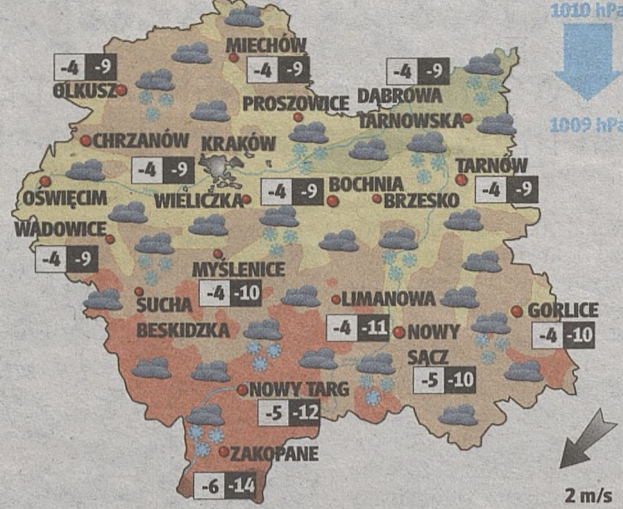 1010 hPa
MIECHÓW
-4 -9
-4 -9
-4 -9
OLKUSZ
PROSZOWICE
DĄBROWA
TARNOWSKA
1009 hPa
CHRZANÓW
KRAKÓW
-4 -9
TARNÓW
-4 -9
OŚWIĘCIM
WIELICZKA
-4 -9
BOCHNIA
BRZESKO
WADOWICE
-4 -9
MYŚLENICE
-4 -10
SUCHA
BESKIDZKA
LIMANOWA
-4 -11
GORLICE
-4 -10
NOWY
SĄCZ
-5 -10
NOWY TARG
-5 -12
ZAKOPANE
-6 -14
2 m/s